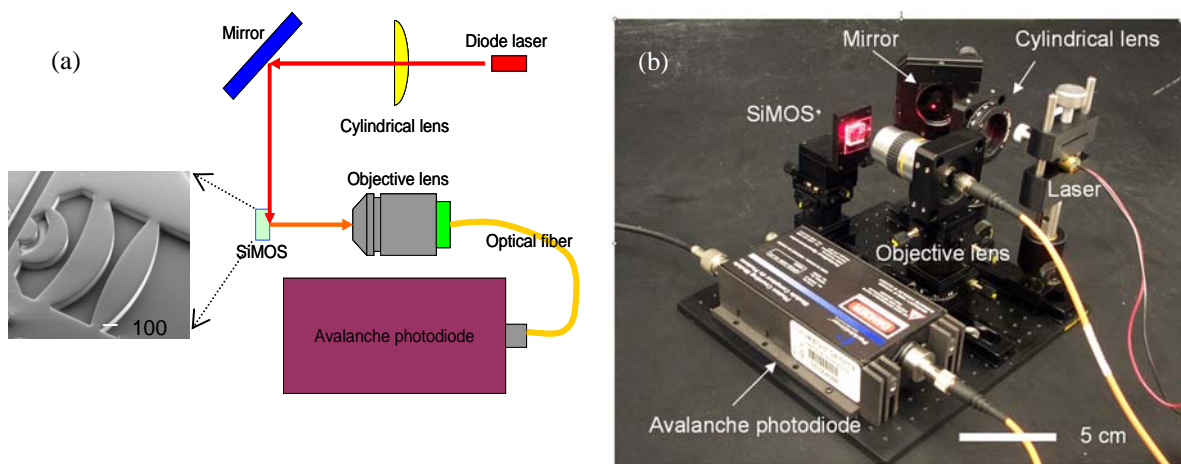 (a)
Mirror
Diode laser
Cylindrical lens
Objective lens
SiMOS
Optical fiber
100
Avalanche photodiode
(b)
Mirror
Cylindrical lens
SiMOS
Laser
Objective lens
DANGER
Avalanche photodiode
5 cm